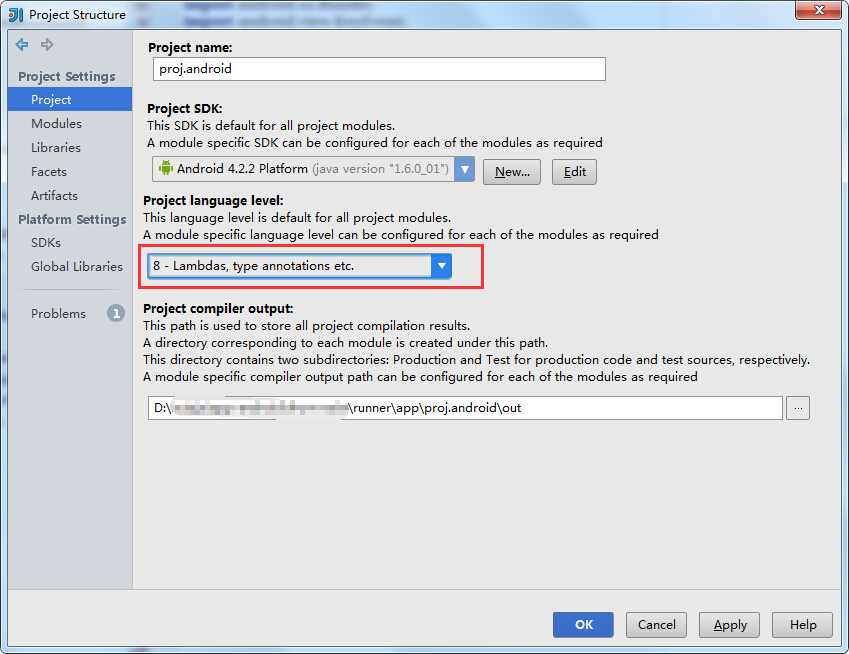 Project Structure
Project Settings
Project
Modules
Libraries
Facets
Artifacts
Platform Settings
SDKs
Global Libraries
Problems 1
Project name:
proj.android
Project SDK:
This SDK is default for all project modules.
A module specific SDK can be configured for each of the modules as required
Android 4.2.2 Platform (java version "1.6.0_01")
New...
Edit
Project language level:
This language level is default for all project modules.
A module specific language level can be configured for each of the modules as required
8 - Lambdas, type annotations etc.
Project compiler output:
This path is used to store all project compilation results.
A directory corresponding to each module is created under this path.
This directory contains two subdirectories: Production and Test for production code and test sources, respectively.
A module specific compiler output path can be configured for each of the modules as required
D:\ \runner\app\proj.android\out
...
OK
Cancel
Apply
Help